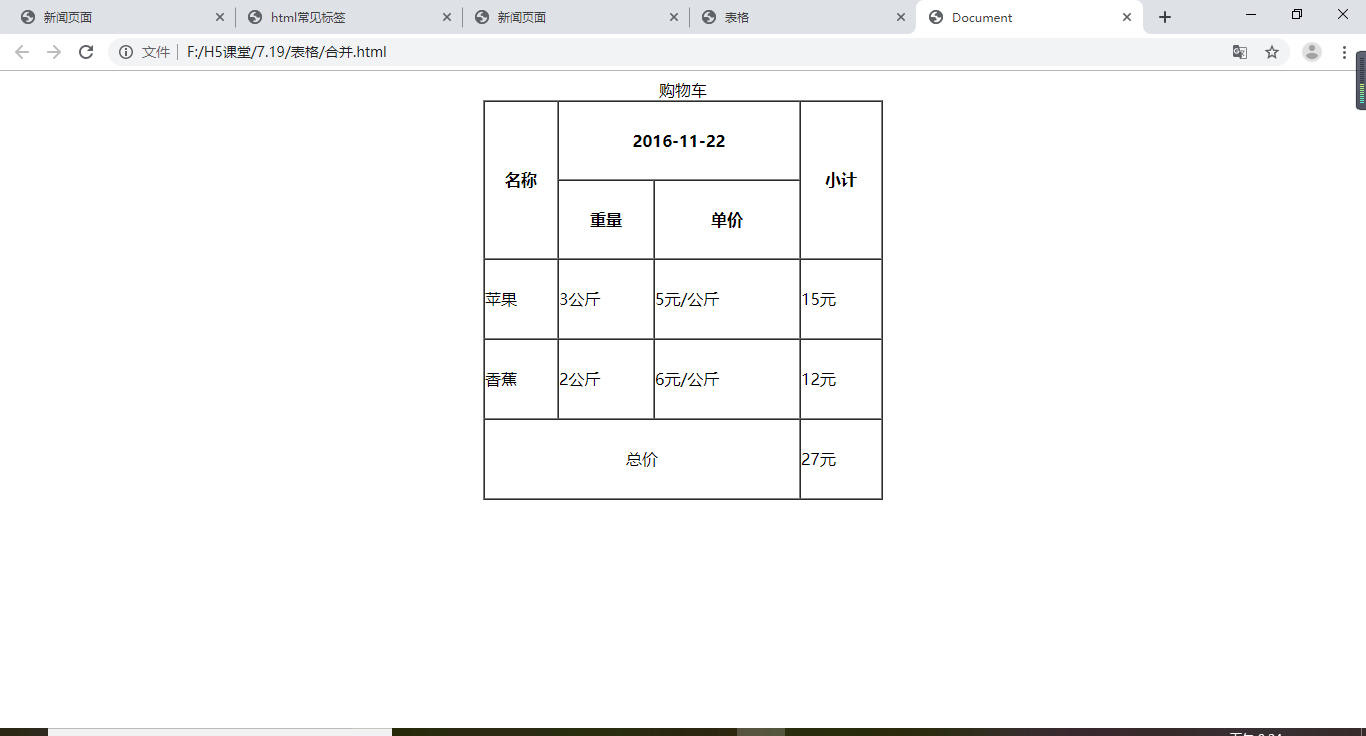 新闻页面
html常见标签
新闻页面
表格
Document
文件
F:/H5课堂/7.19/表格/合并.html
购物车
名称
2016-11-22
小计
重量
单价
苹果
3公斤
5元/公斤
15元
香蕉
2公斤
6元/公斤
12元
总价
27元